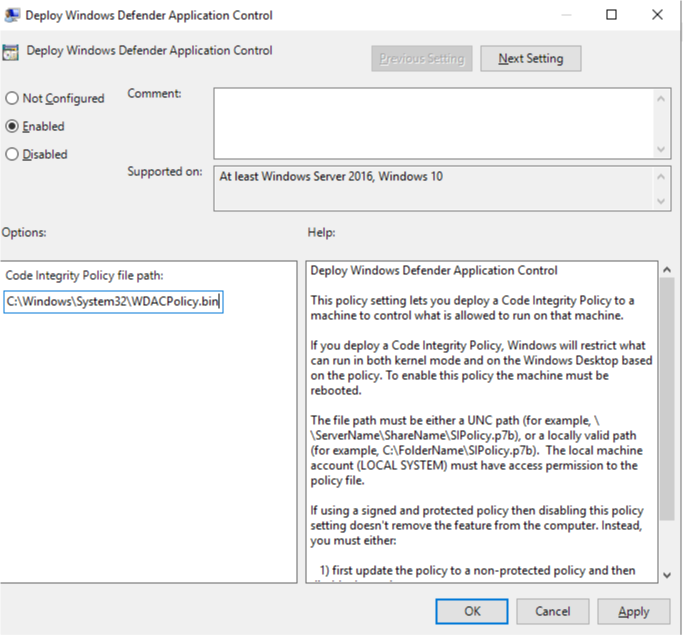 Deploy Windows Defender Application Control
Deploy Windows Defender Application Control
Previous Setting
Next Setting
Not Configured
Enabled
Disabled
Comment:
Supported on:
At least Windows Server 2016, Windows 10
Options:
Help:
Code Integrity Policy file path:
C:\Windows\System32\WDACPolicy.bin
Deploy Windows Defender Application Control
This policy setting lets you deploy a Code Integrity Policy to a
machine to control what is allowed to run on that machine.
If you deploy a Code Integrity Policy, Windows will restrict what
can run in both kernel mode and on the Windows Desktop based
on the policy. To enable this policy the machine must be
rebooted.
The file path must be either a UNC path (for example, \
\ServerName\ShareName\SIPolicy.p7b), or a locally valid path
(for example, C:\FolderName\SIPolicy.p7b).  The local machine
account (LOCAL SYSTEM) must have access permission to the
policy file.
If using a signed and protected policy then disabling this policy
setting doesn't remove the feature from the computer. Instead,
you must either:
1) first update the policy to a non-protected policy and then
OK
Cancel
Apply